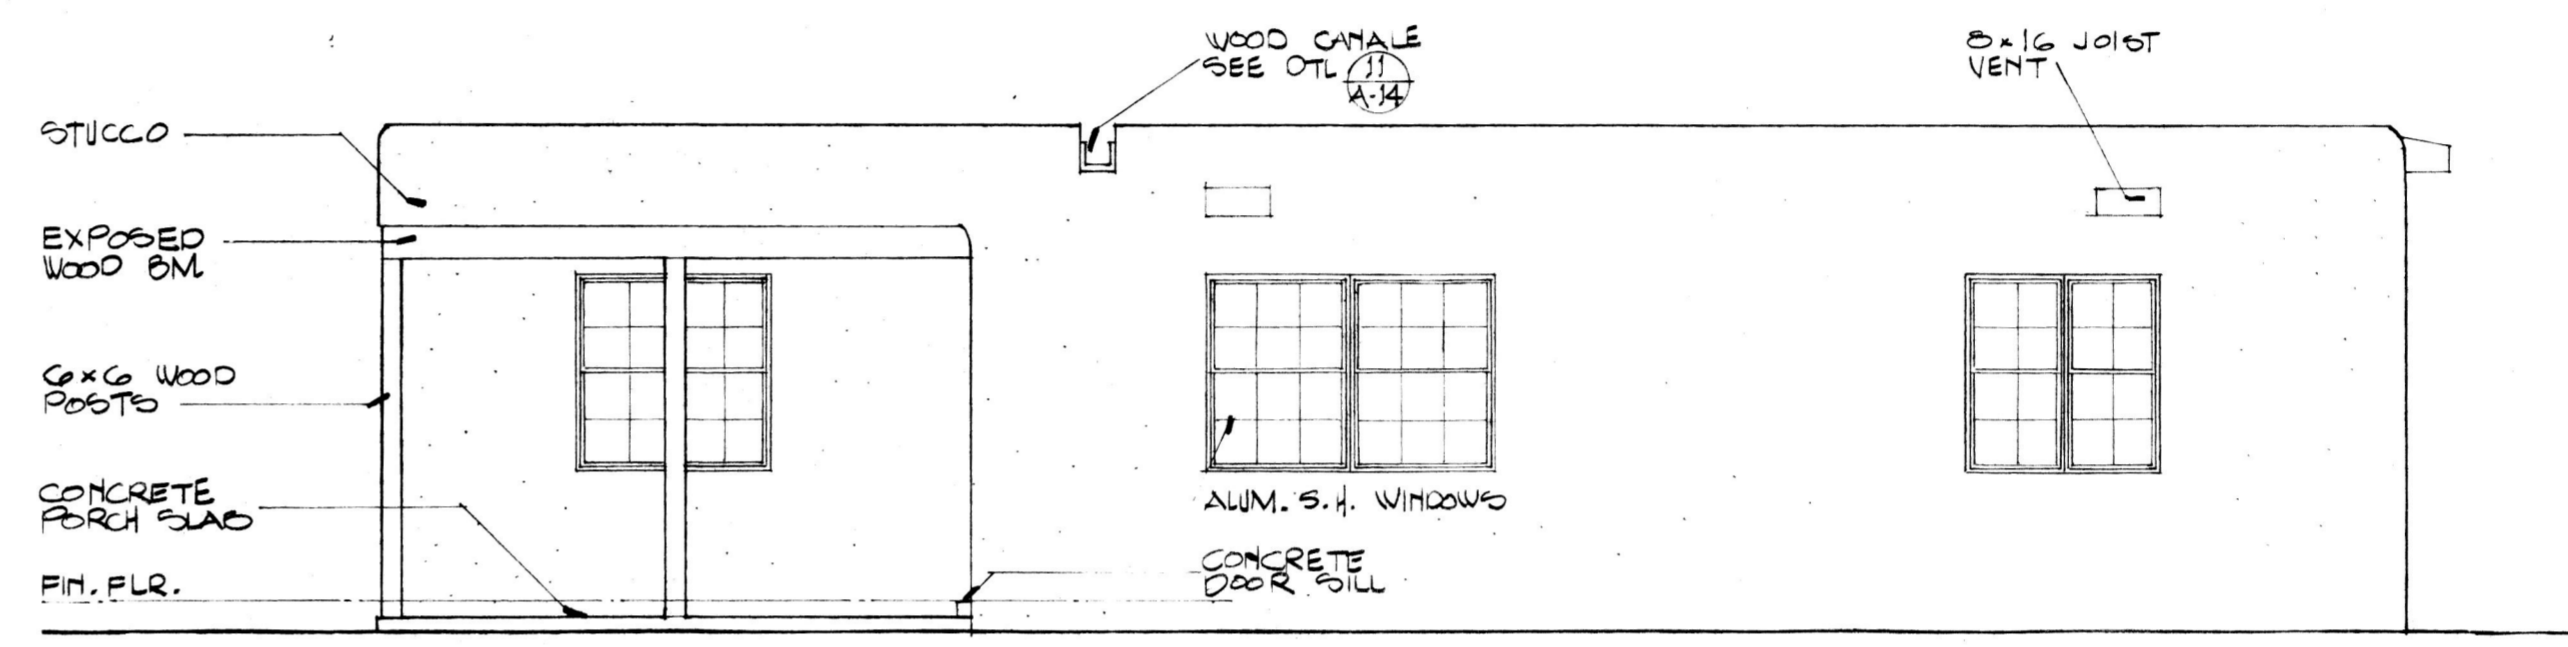 WOOD CANALE
SEE DTL 11
A-14
8x16 JOIST
VENT
STUCCO
EXPOSED
WOOD BM
6x6 WOOD
POSTS
CONCRETE
PORCH SLAB
FIN. FLR.
ALUM. S.H. WINDOWS
CONCRETE
DOOR SILL